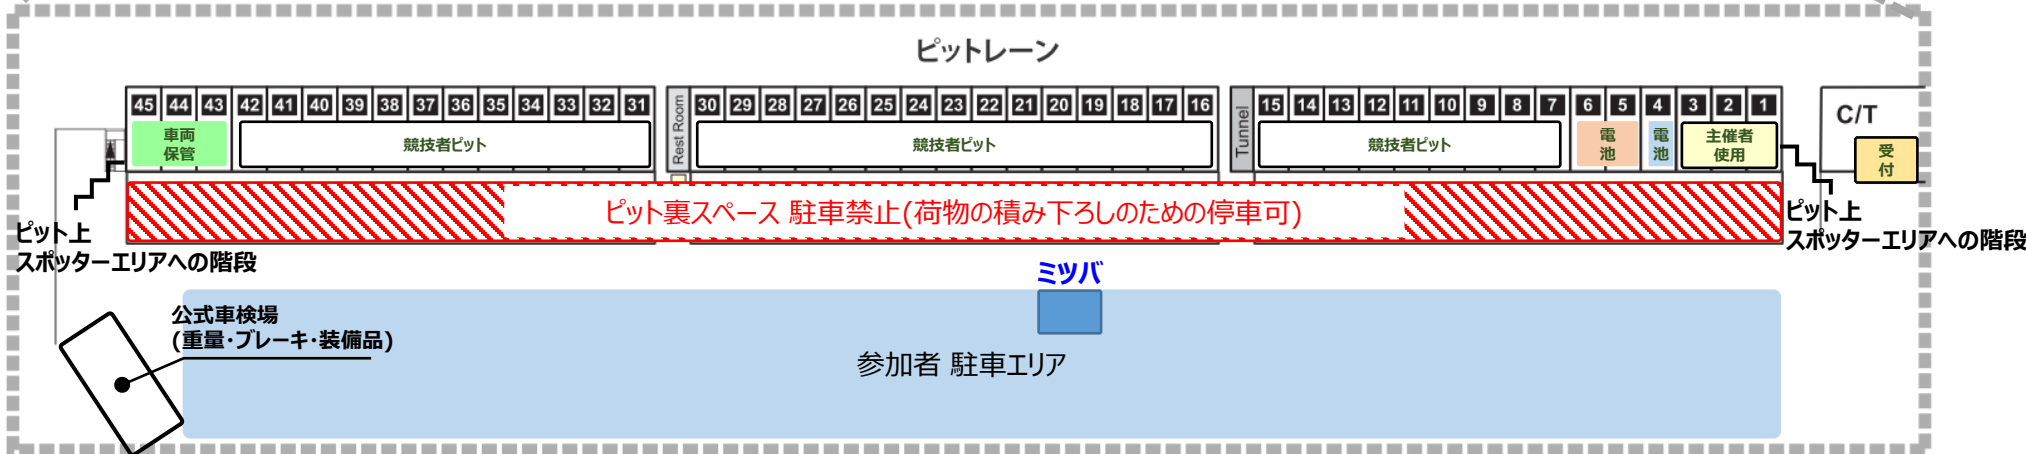 ピットレーン
45 44 43 42 41 40 39 38 37 36 35 34 33 32 31 Rest Room 30 29 28 27 26 25 24 23 22 21 20 19 18 17 16 Tunnel 15 14 13 12 11 10 9 8 7 6 5 4 3 2 1
C/T
車両
保管
競技者ピット
競技者ピット
競技者ピット
電
池
電
池
主催者
使用
受
付
ピット裏スペース 駐車禁止(荷物の積み下ろしのための停車可)
ピット上
スポッターエリアへの階段
ピット上
スポッターエリアへの階段
ミツバ
公式車検場
(重量・ブレーキ・装備品)
参加者 駐車エリア